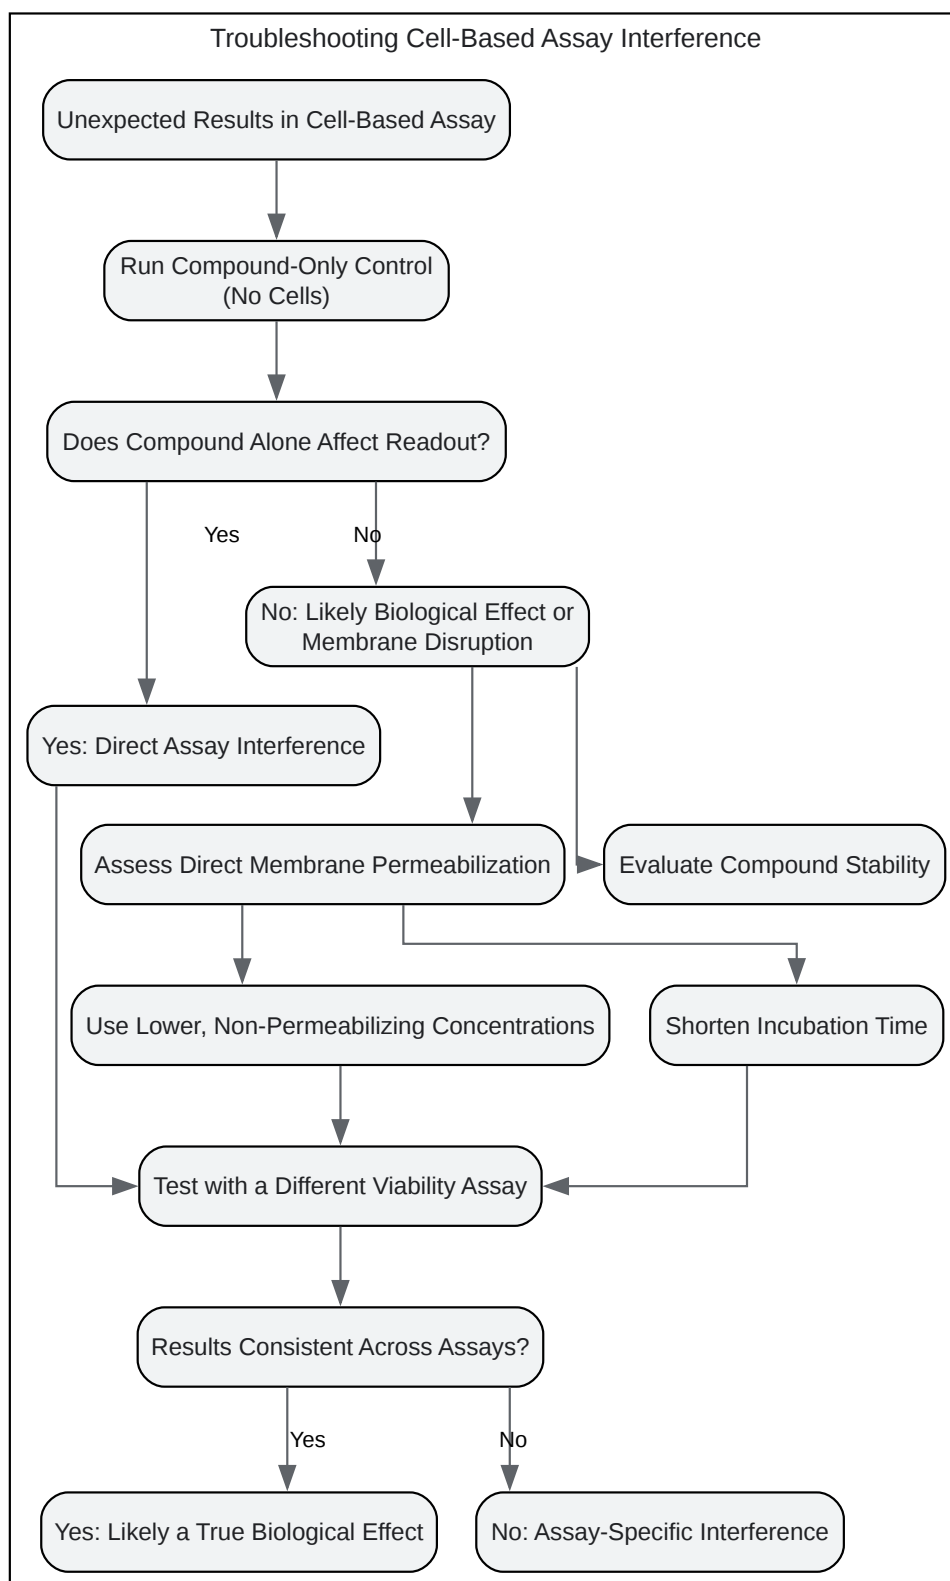 Troubleshooting Cell-Based Assay Interference
Unexpected Results in Cell-Based Assay
Run Compound-Only Control
(No Cells)
Does Compound Alone Affect Readout?
Yes
No
No: Likely Biological Effect or
Membrane Disruption
Yes: Direct Assay Interference
Assess Direct Membrane Permeabilization
Evaluate Compound Stability
Use Lower, Non-Permeabilizing Concentrations
Shorten Incubation Time
Test with a Different Viability Assay
Results Consistent Across Assays?
Yes
No
Yes: Likely a True Biological Effect
No: Assay-Specific Interference